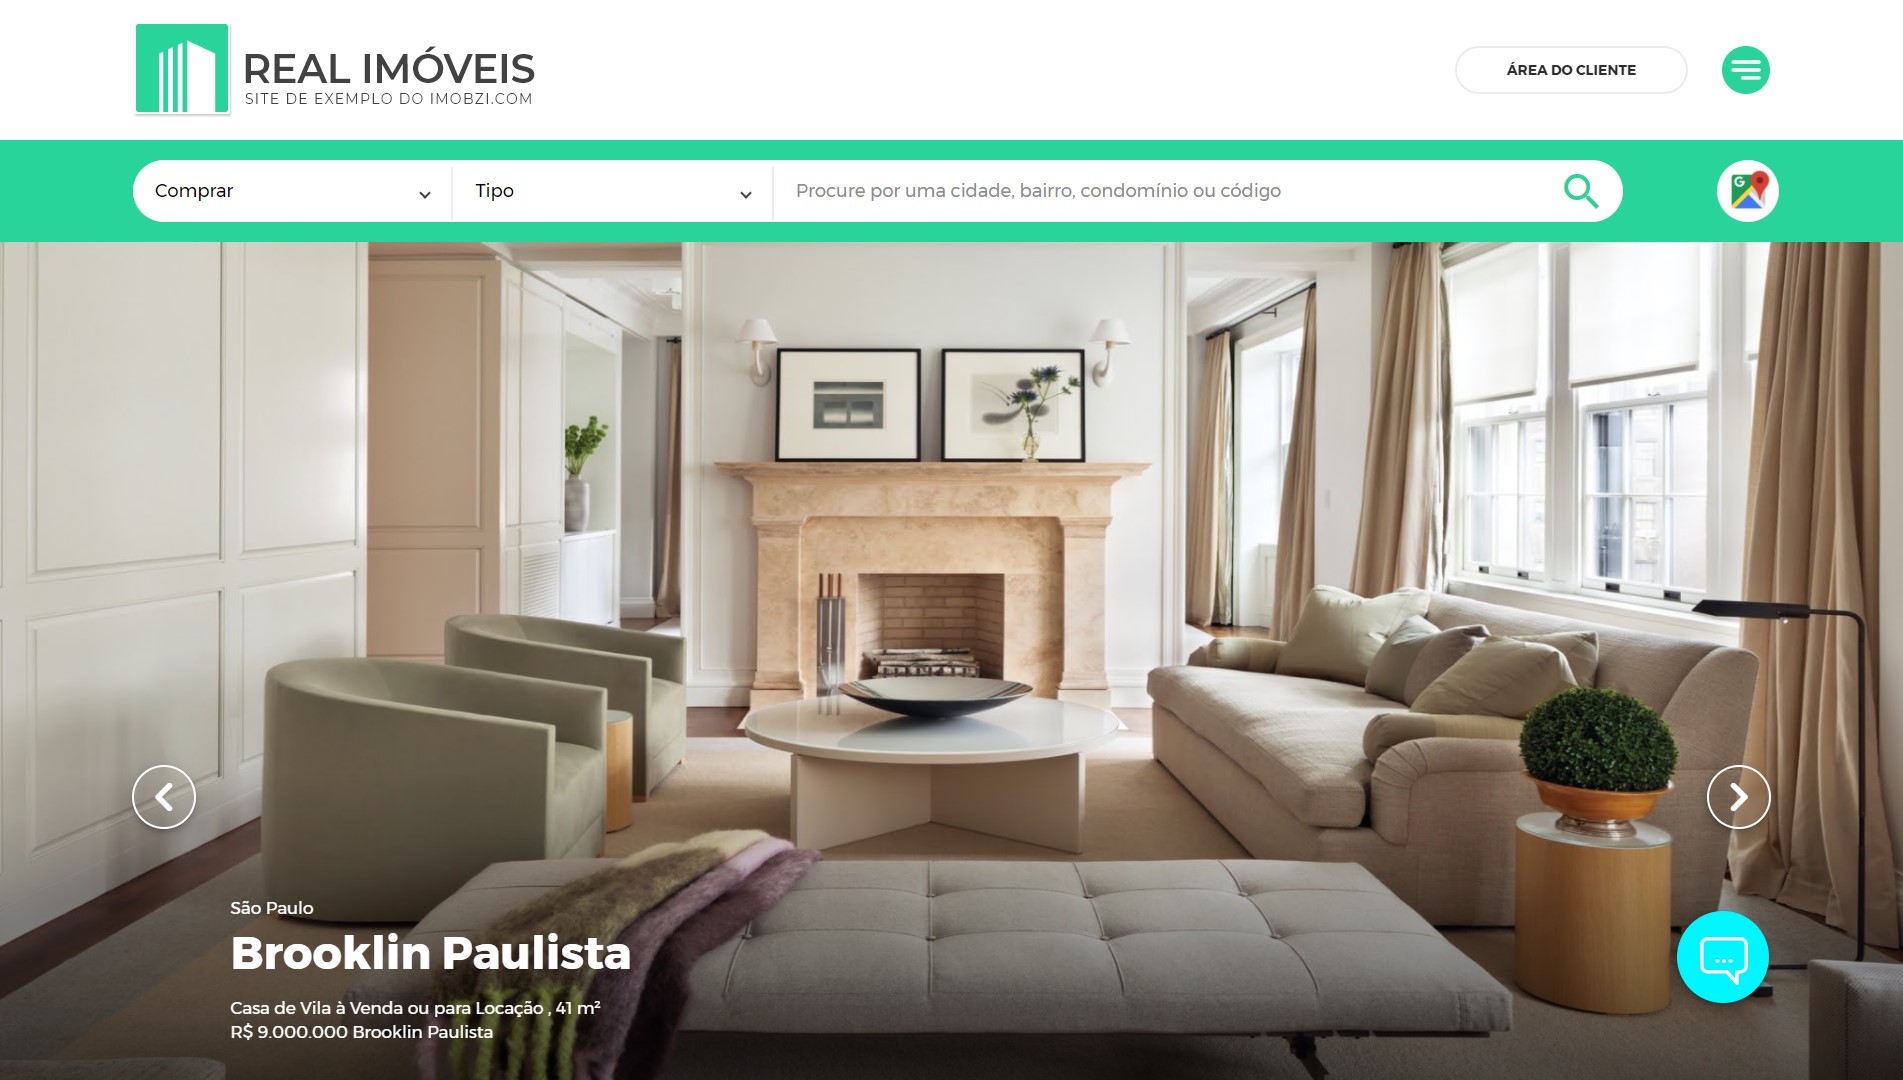 REAL IMÓVEIS
SITE DE EXEMPLO DO IMOBZI.COM
ÁREA DO CLIENTE
Comprar
Tipo
Procure por uma cidade, bairro, condomínio ou código
G
São Paulo
Brooklin Paulista
Casa de Vila à Venda ou para Locação , 41 m²
R$ 9.000.000 Brooklin Paulista